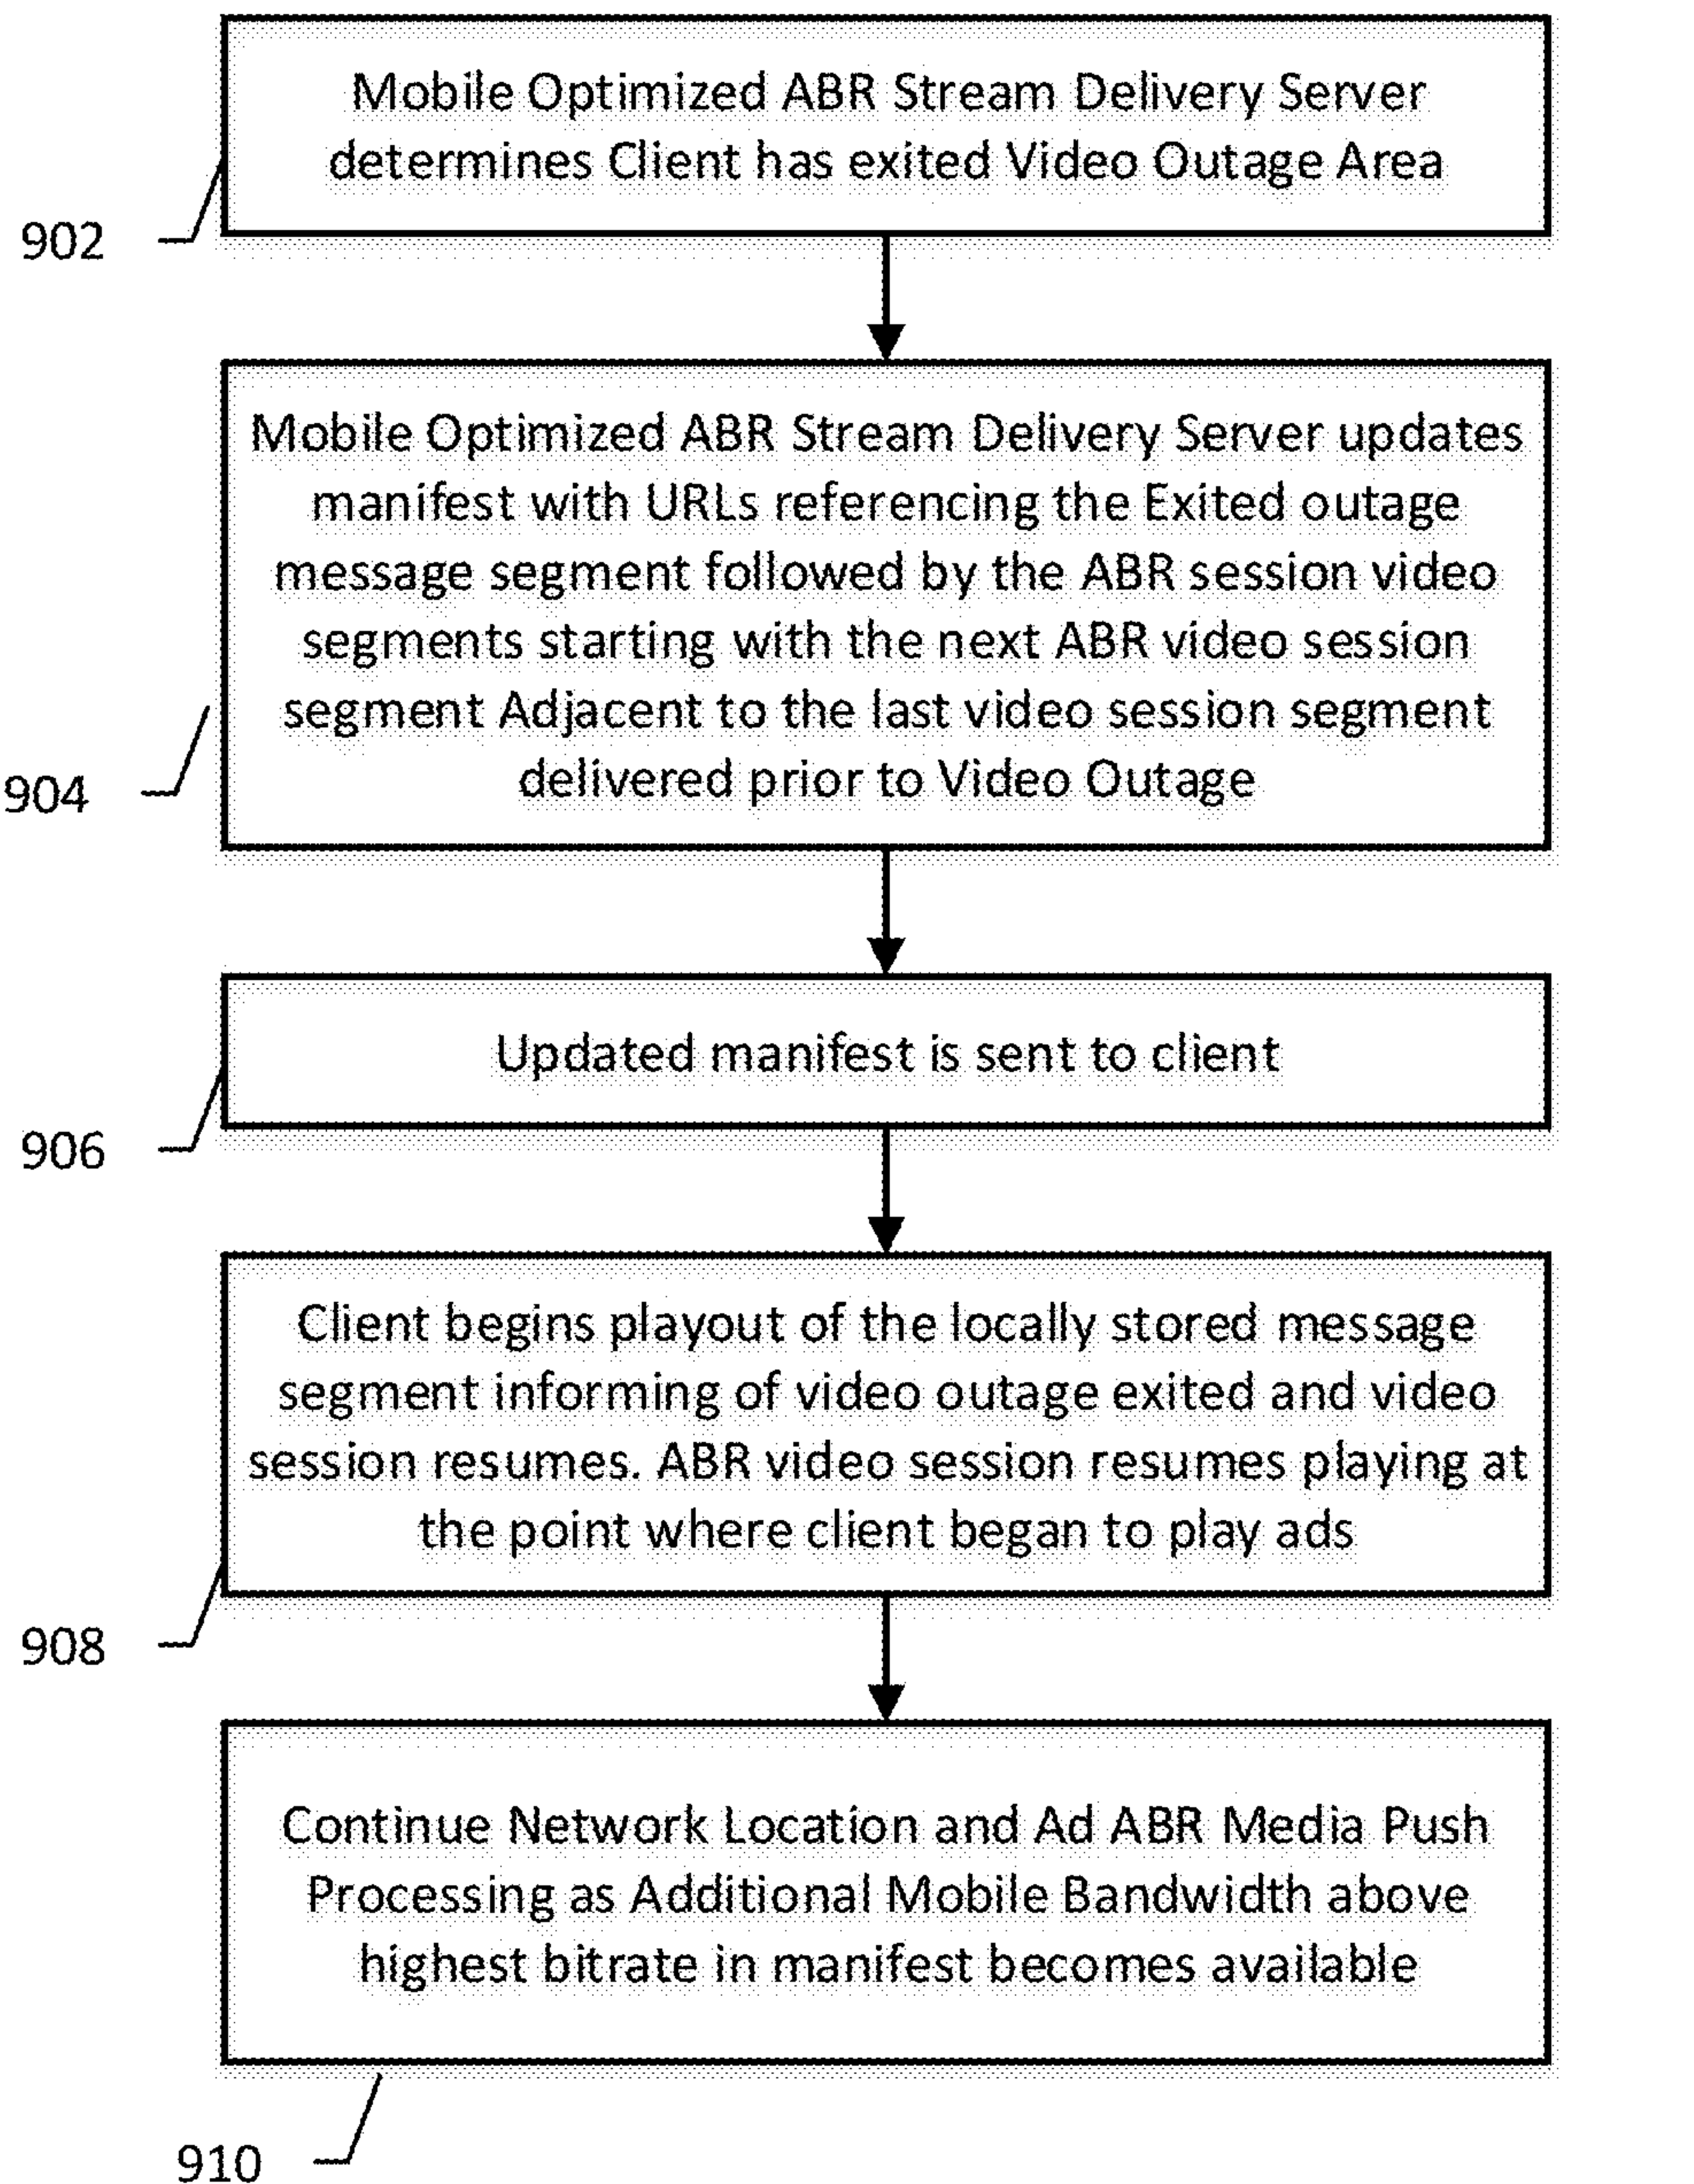 Mobile Optimized ABR Stream Delivery Server
determines Client has exited Video Outage Area
902
Mobile Optimized ABR Stream Delivery Server updates
manifest with URLs referencing the Exited outage
message segment followed by the ABR session video
segments starting with the next ABR video session
segment Adjacent to the last video session segment
delivered prior to Video Outage
904
Updated manifest is sent to client
906
Client begins playout of the locally stored message
segment informing of video outage exited and video
session resumes. ABR video session resumes playing at
the point where client began to play ads
908
Continue Network Location and Ad ABR Media Push
Processing as Additional Mobile Bandwidth above
highest bitrate in manifest becomes available
910